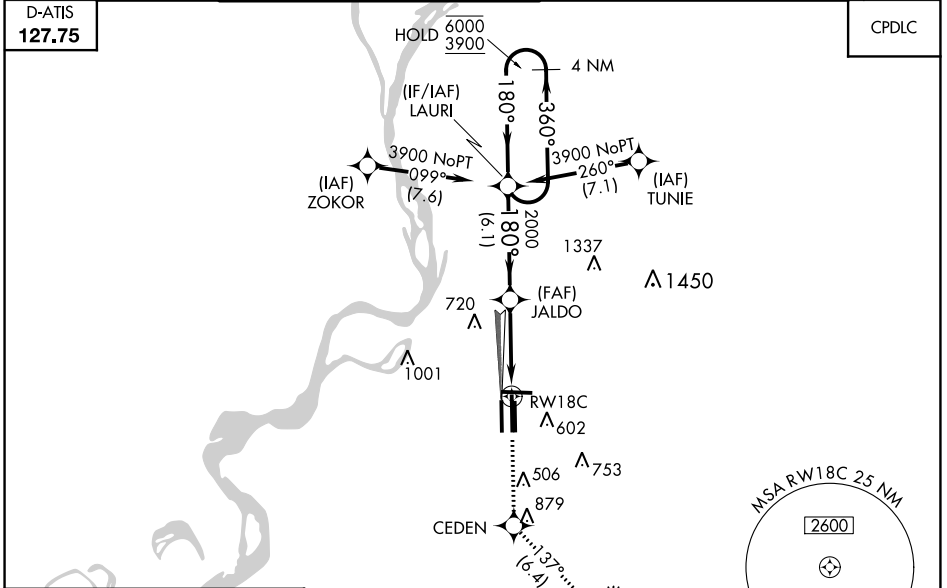 D-ATIS
127.75
CPDLC
HOLD 6000
3900
4 NM
(IF/IAF)
LAURI
180°
360°
3900 NoPT
099°
(7.6)
(IAF)
ZOKOR
3900 NoPT
260°
(7.1)
(IAF)
TUNIE
2000
180°
(6.1)
1337
1450
(FAF)
JALDO
720
1001
RW18C
602
753
506
879
CEDEN
137°
(6.4)
MSA RW18C 25 NM
2600